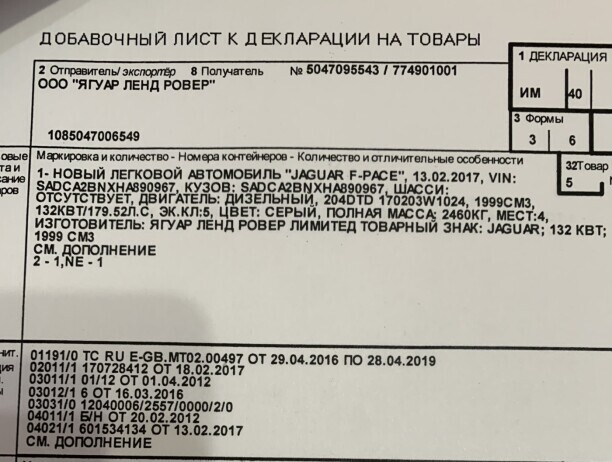 ДОБАВОЧНЫЙ ЛИСТ К ДЕКЛАРАЦИИ НА ТОВАРЫ
1 ДЕКЛАРАЦИЯ
2 Отправитель/экспортёр 8 Получатель № 5047095543 / 774901001
ООО "ЯГУАР ЛЕНД РОВЕР"
ИМ 40
3 Формы
1085047006549
3 6
Маркировка и количество - Номера контейнеров - Количество и отличительные особенности
32Товар
5
1- НОВЫЙ ЛЕГКОВОЙ АВТОМОБИЛЬ "JAGUAR F-PACE", 13.02.2017, VIN:
SADCA2BNXHA890967, КУЗОВ: SADCA2BNXHA890967, ШАССИ:
ОТСУТСТВУЕТ, ДВИГАТЕЛЬ: ДИЗЕЛЬНЫЙ, 204DTD 170203W1024, 1999СМ3,
132КВТ/179.52Л.С, ЭК.КЛ:5, ЦВЕТ: СЕРЫЙ, ПОЛНАЯ МАССА: 2460КГ, МЕСТ:4,
ИЗГОТОВИТЕЛЬ: ЯГУАР ЛЕНД РОВЕР ЛИМИТЕД ТОВАРНЫЙ ЗНАК: JAGUAR; 132 КВТ;
1999 СМ3
СМ. ДОПОЛНЕНИЕ
2 - 1,NE - 1
01191/0 ТС RU E-GB.MT02.00497 ОТ 29.04.2016 ПО 28.04.2019
02011/1 170728412 ОТ 18.02.2017
03011/1 01/12 ОТ 01.04.2012
03012/1 6 ОТ 16.03.2016
03031/0 12040006/2557/0000/2/0
04011/1 Б/Н ОТ 20.02.2012
04021/1 601534134 ОТ 13.02.2017
СМ. ДОПОЛНЕНИЕ